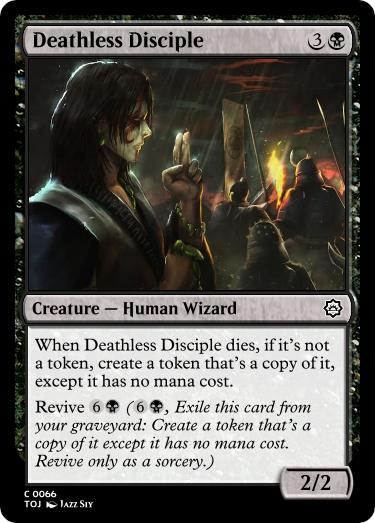 Deathless Disciple 3
Creature — Human Wizard
When Deathless Disciple dies, if it's not
a token, create a token that's a copy of it,
except it has no mana cost.
Revive 6 (6, Exile this card from
your graveyard: Create a token that's a
copy of it except it has no mana cost.
Revive only as a sorcery.)
2/2
C 0066
TOJ Jazz Siy